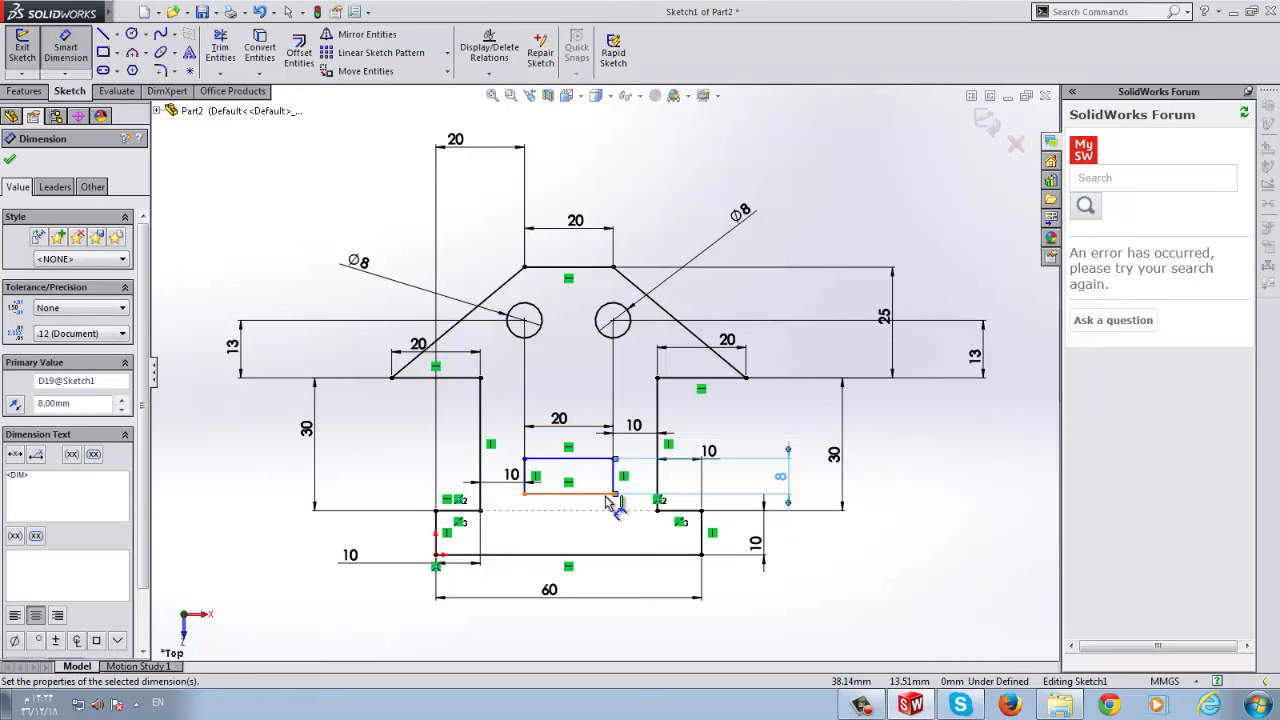 SOLIDWORKS
Sketch1 of Part2 *
Search Commands
Exit Sketch
Smart Dimension
Trim Entities
Convert Entities
Offset Entities
Mirror Entities
Linear Sketch Pattern
Move Entities
Display/Delete Relations
Repair Sketch
Quick Snaps
Rapid Sketch
Features
Sketch
Evaluate
DimXpert
Office Products
Part2 (Default<<Default>_...
SolidWorks Forum
SolidWorks Forum
My SW
Search
An error has occurred,
please try your search
again.
Ask a question
Dimension
Value
Leaders
Other
Style
<NONE>
Tolerance/Precision
None
.12 (Document)
Primary Value
D19@Sketch1
8.00mm
Dimension Text
<DIM>
20
20
∅8
∅8
25
13
13
20
20
30
30
20
10
10
10
8
10
10
60
*Top
Model
Motion Study 1
Set the properties of the selected dimension(s).
38.14mm
13.51mm
0mm
Under Defined
Editing Sketch1
MMGS
EN